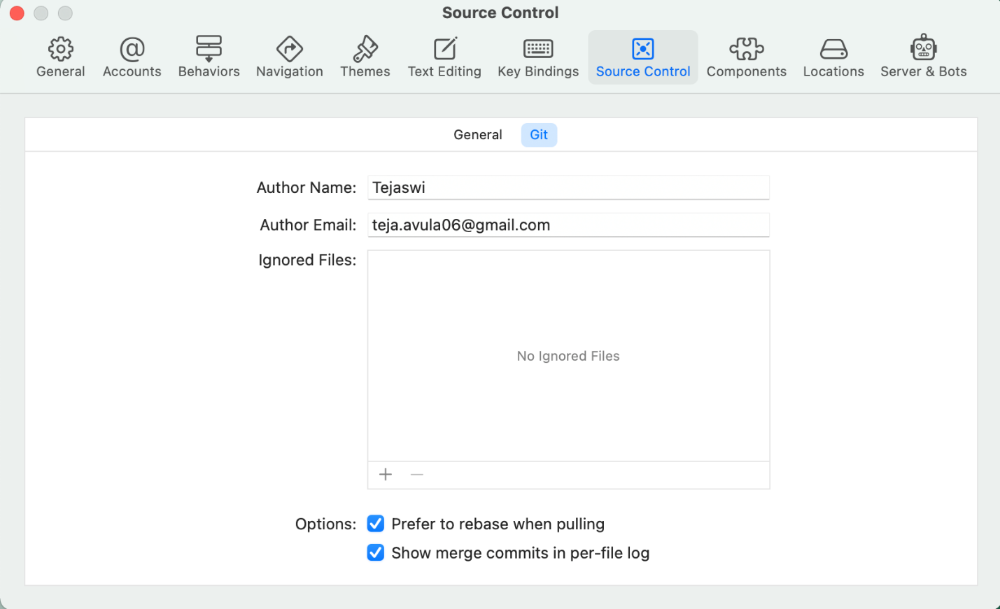 Source Control
General Accounts Behaviors Navigation Themes Text Editing Key Bindings Source Control Components Locations Server & Bots
General Git
Author Name: Tejaswi
Author Email: teja.avula06@gmail.com
Ignored Files:
No Ignored Files
Options: Prefer to rebase when pulling
Show merge commits in per-file log